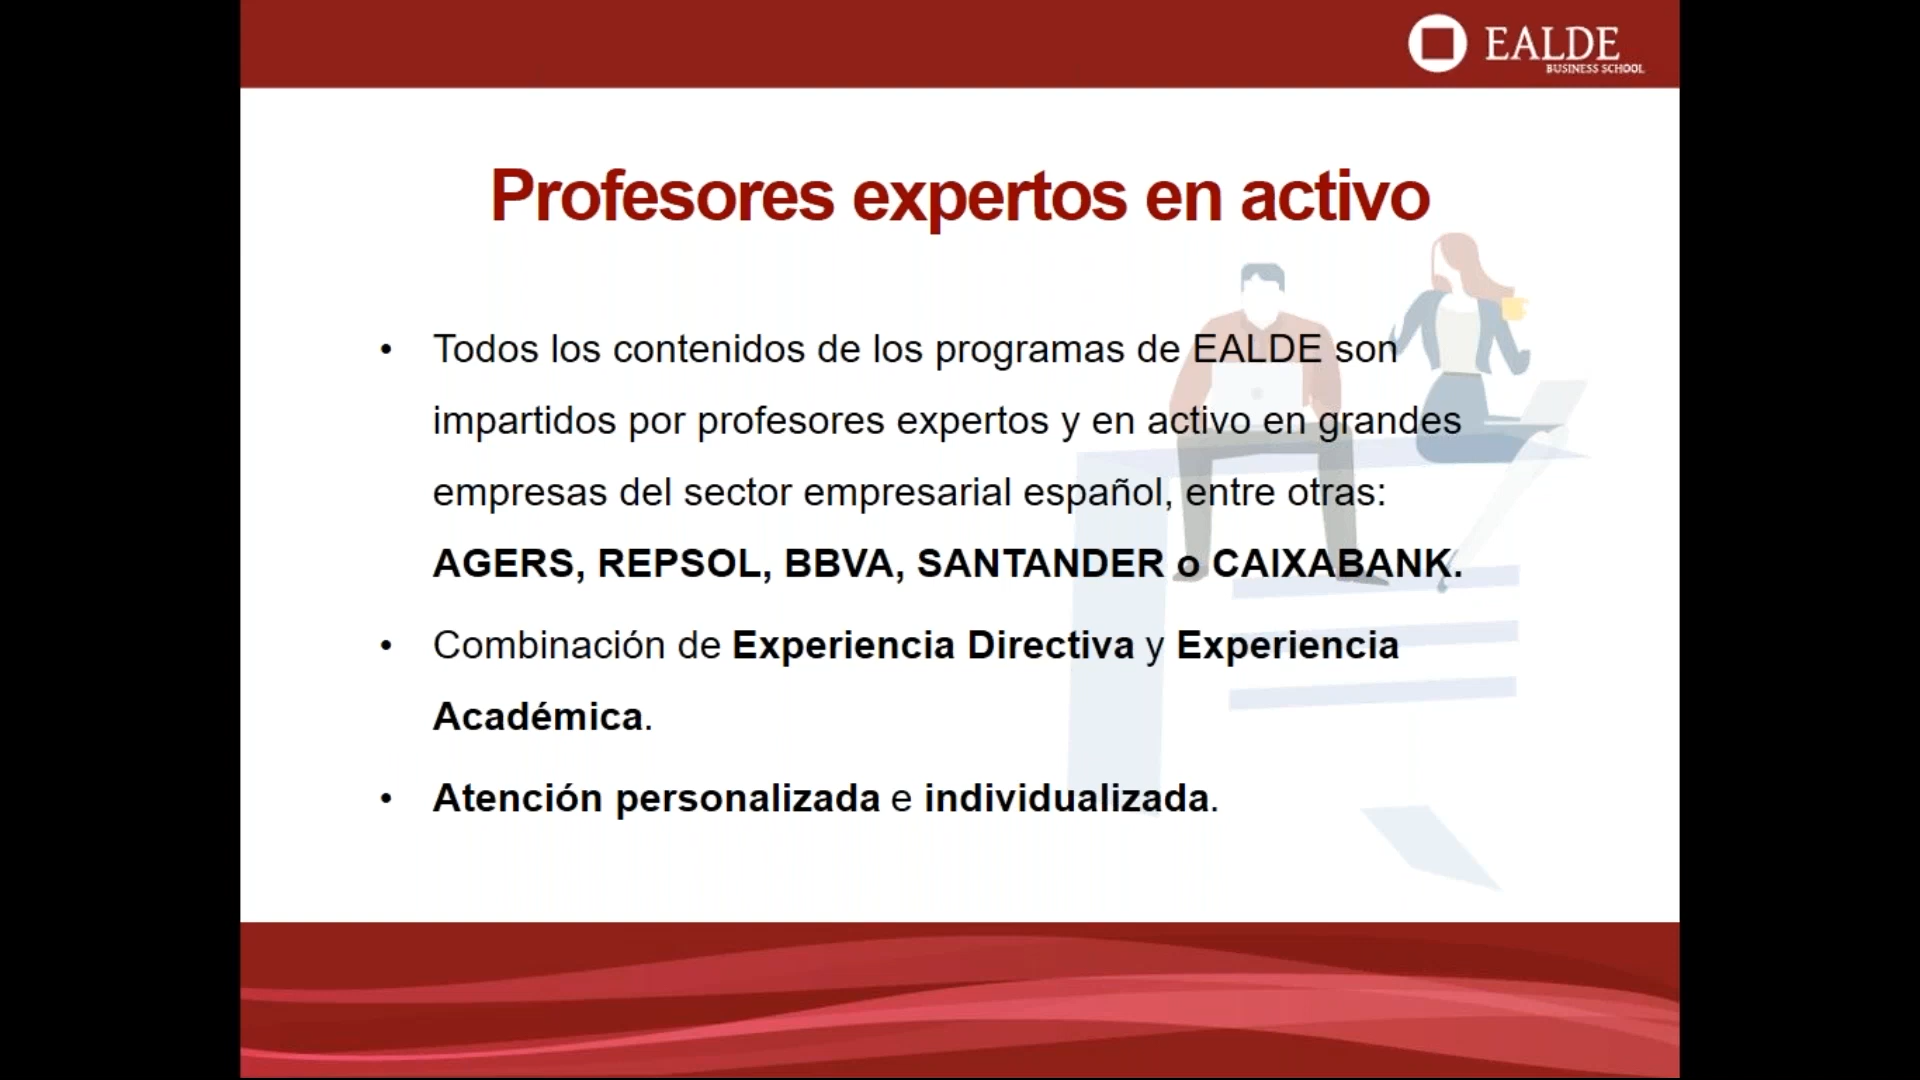 EALDE
BUSINESS SCHOOL
Profesores expertos en activo
• Todos los contenidos de los programas de EALDE son
impartidos por profesores expertos y en activo en grandes
empresas del sector empresarial español, entre otras:
AGERS, REPSOL, BBVA, SANTANDER o CAIXABANK.
• Combinación de Experiencia Directiva y Experiencia
Académica.
• Atención personalizada e individualizada.